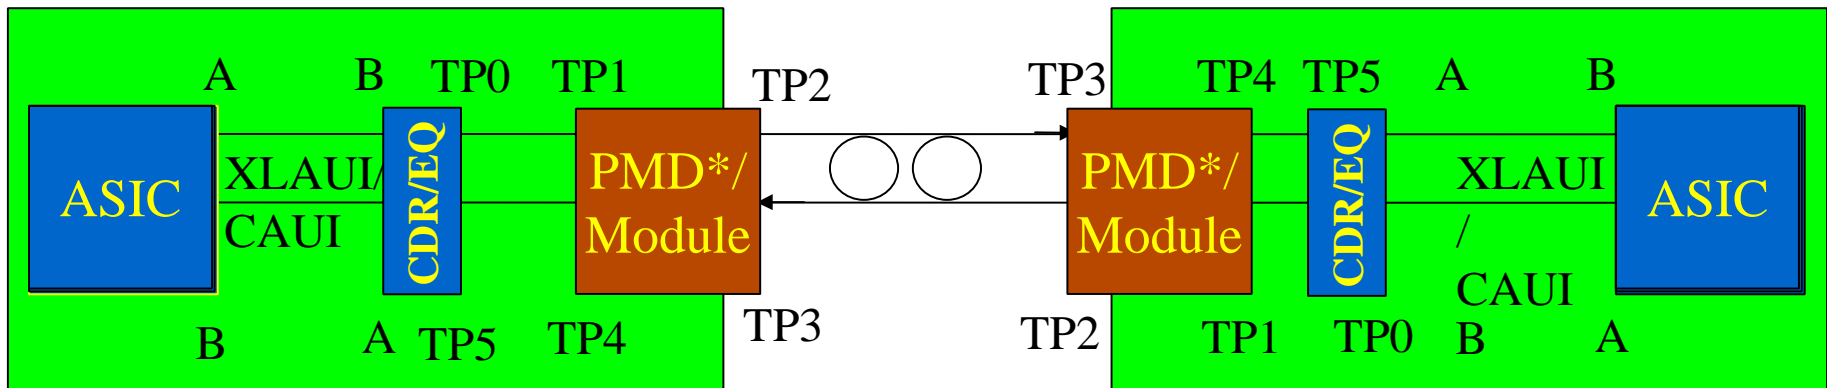 A B TP0 TP1 TP2 TP3 TP4 TP5 A B
ASIC
XLAUI/
CAUI
CDR/EQ
PMD*/
Module
PMD*/
Module
CDR/EQ
XLAUI
/
CAUI
ASIC
B A TP5 TP4 TP3 TP2 TP1 TP0 B A